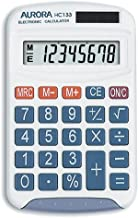 AURORA HC133
ELECTRONIC CALCULATOR
M
E
12345678
MRC M- M+ CE ON/C
7 8 9 √
4 5 6 × ÷
1 2 3 + -
0 . % =